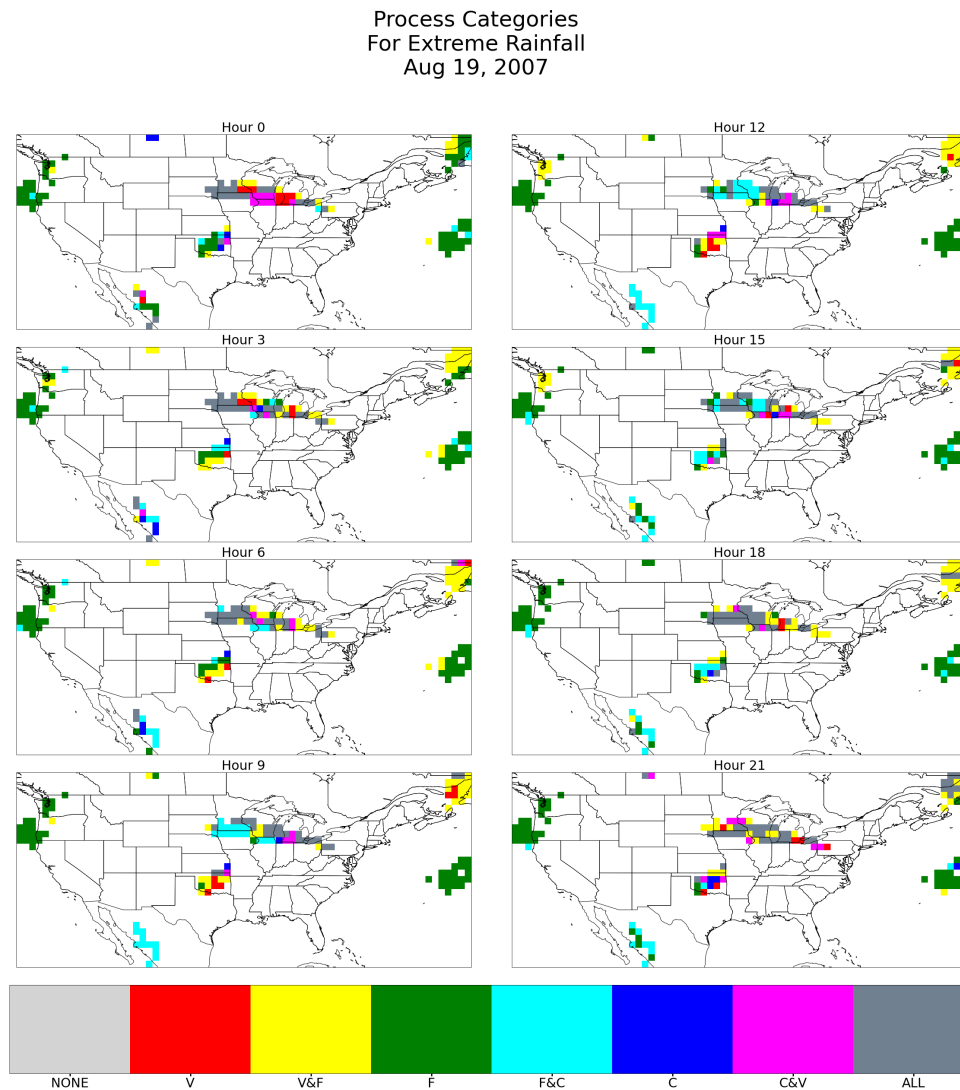 Process Categories
For Extreme Rainfall
Aug 19, 2007
Hour 0
Hour 12
Hour 3
Hour 15
Hour 6
Hour 18
Hour 9
Hour 21
NONE V V&F F F&C C C&V ALL